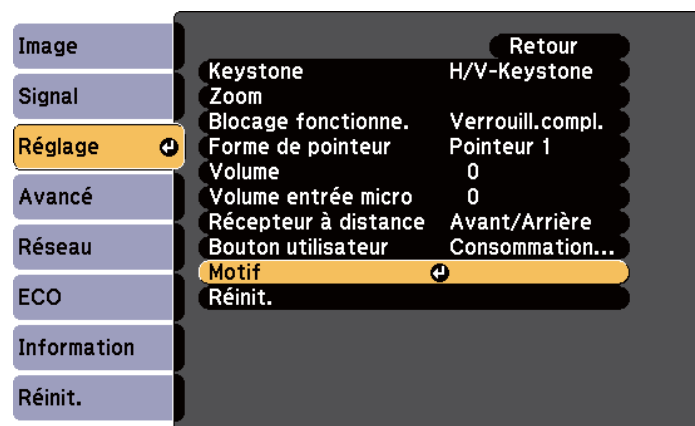 Image
Signal
Réglage
Avancé
Réseau
ECO
Information
Réinit.
Retour
Keystone H/V-Keystone
Zoom
Blocage fonctionne. Verrouill.compl.
Forme de pointeur Pointeur 1
Volume 0
Volume entrée micro 0
Récepteur à distance Avant/Arrière
Bouton utilisateur Consommation...
Motif
Réinit.